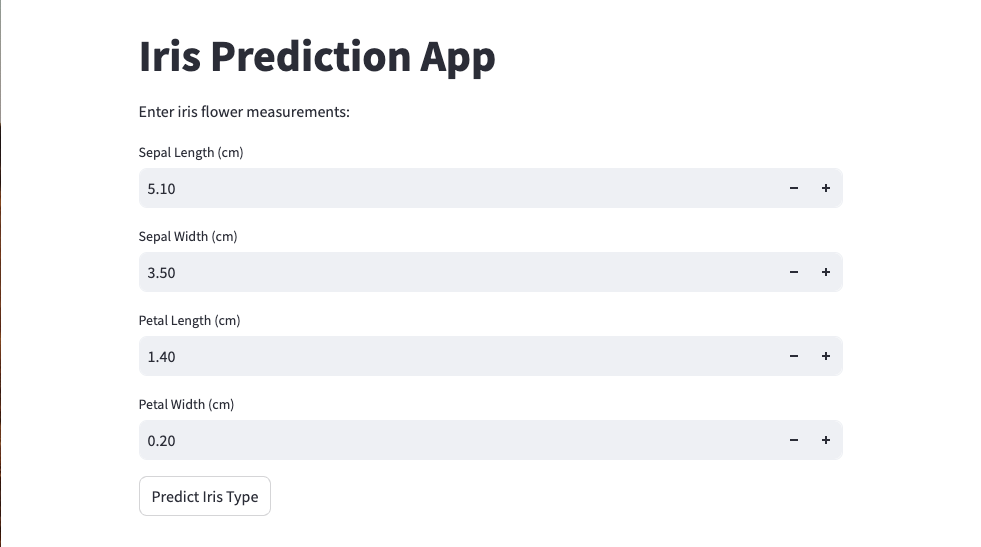 Iris Prediction App
Enter iris flower measurements:
Sepal Length (cm)
5.10 − +
Sepal Width (cm)
3.50 − +
Petal Length (cm)
1.40 − +
Petal Width (cm)
0.20 − +
Predict Iris Type